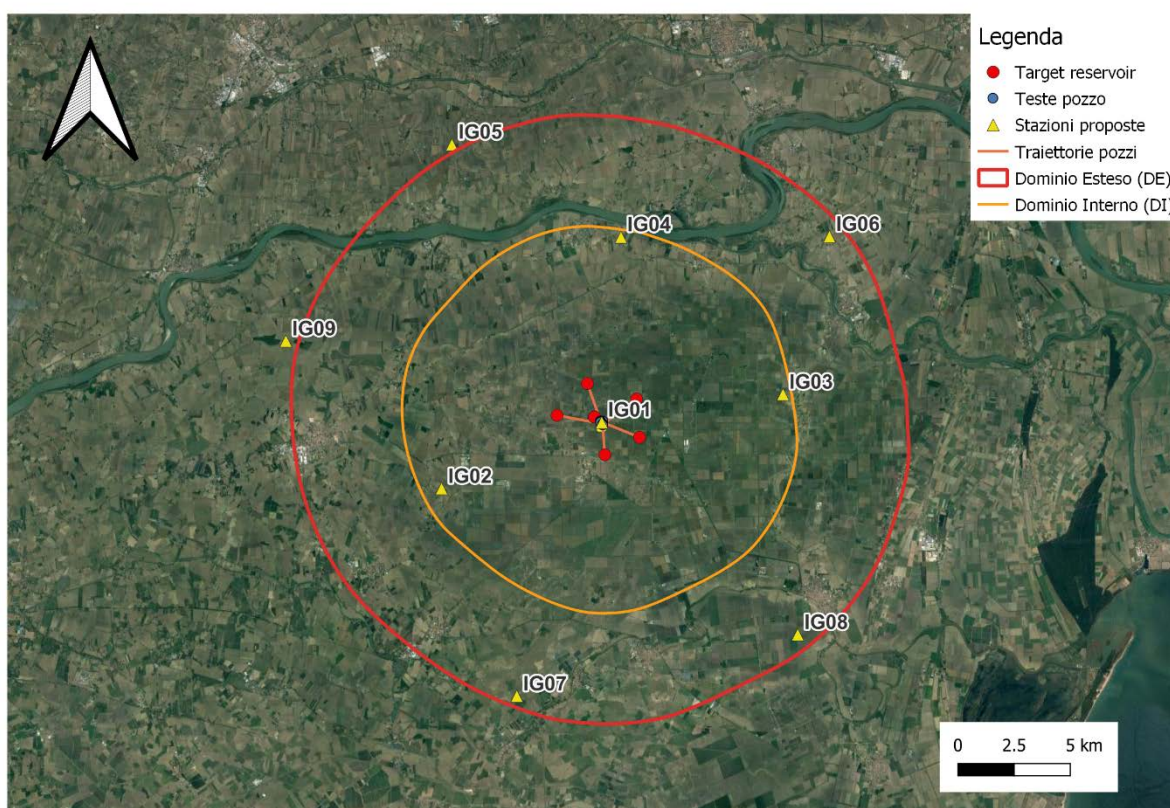 Legenda
Target reservoir
Teste pozzo
Stazioni proposte
Traiettorie pozzi
Dominio Esteso (DE)
Dominio Interno (DI)
IG05
IG04
IG06
IG09
IG03
IG01
IG02
IG08
IG07
0 2.5 5 km